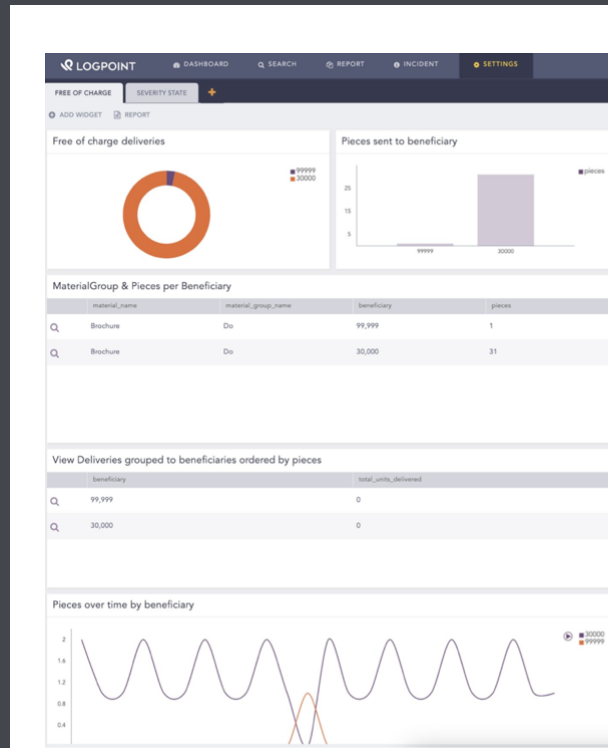 LOGPOINT DASHBOARD SEARCH REPORT INCIDENT SETTINGS
FREE OF CHARGE SEVERITY STATE
ADD WIDGET REPORT
Free of charge deliveries
99999
30000
Pieces sent to beneficiary
pieces
25
15
5
99999 30000
MaterialGroup & Pieces per Beneficiary
material_name material_group_name beneficiary pieces
Brochure Do 99,999 1
Brochure Do 30,000 31
View Deliveries grouped to beneficiaries ordered by pieces
beneficiary total_units_delivered
99,999 0
30,000 0
Pieces over time by beneficiary
30000
99999
2
1.6
1.2
0.8
0.4